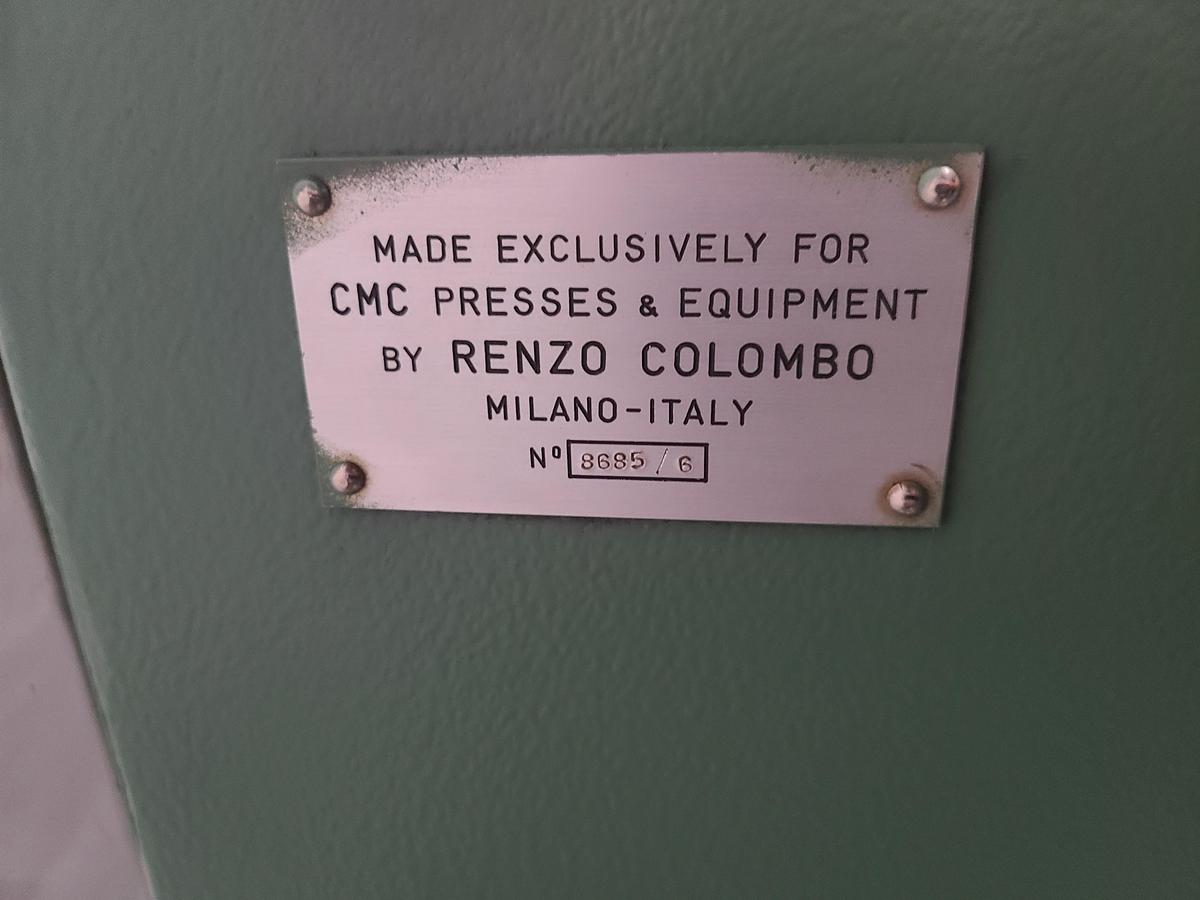 MADE EXCLUSIVELY FOR
CMC PRESSES & EQUIPMENT
BY RENZO COLOMBO
MILANO-ITALY
Nº 8685 / 6